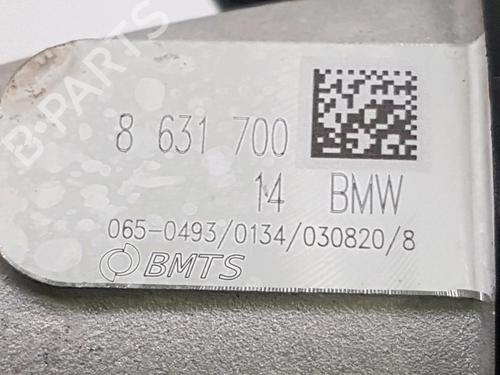 B-PARTS
8 631 700
14 BMW
065-0493/0134/030820/8
BMTS